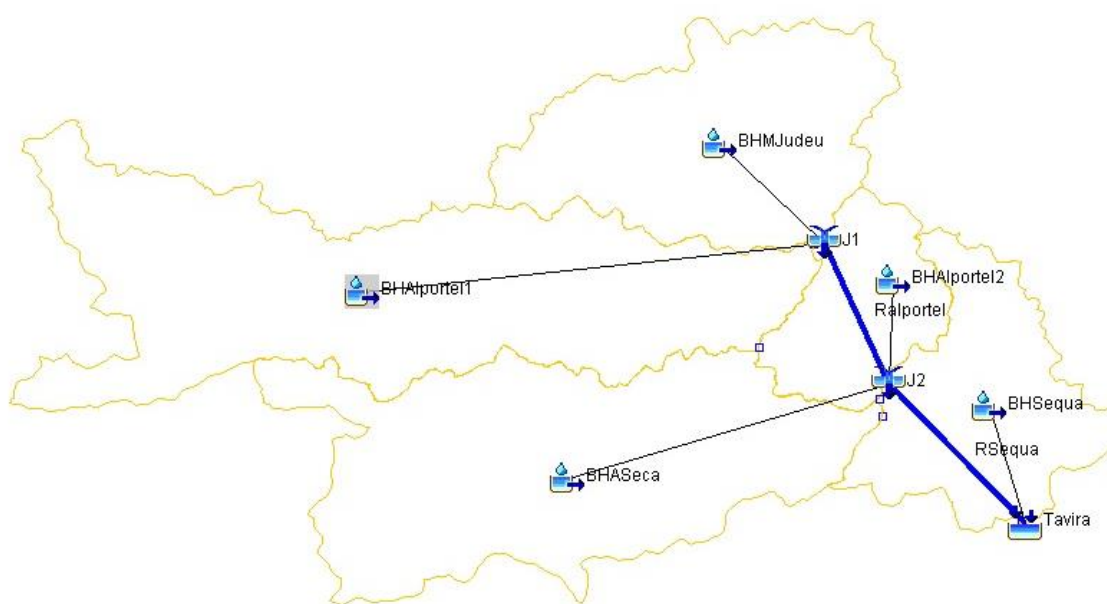 BHMJudeu
J1
BHAlportel2
BHAlportel1
Ralportel
J2
BHSequa
RSequa
BHASeca
Tavira